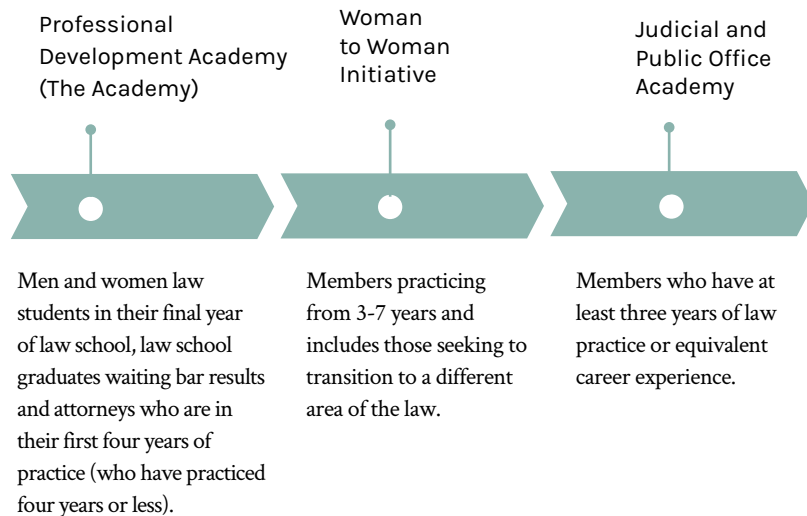 Professional
Development Academy
(The Academy)
Woman
to Woman
Initiative
Judicial and
Public Office
Academy
Men and women law
students in their final year
of law school, law school
graduates waiting bar results
and attorneys who are in
their first four years of
practice (who have practiced
four years or less).
Members practicing
from 3-7 years and
includes those seeking to
transition to a different
area of the law.
Members who have at
least three years of law
practice or equivalent
career experience.